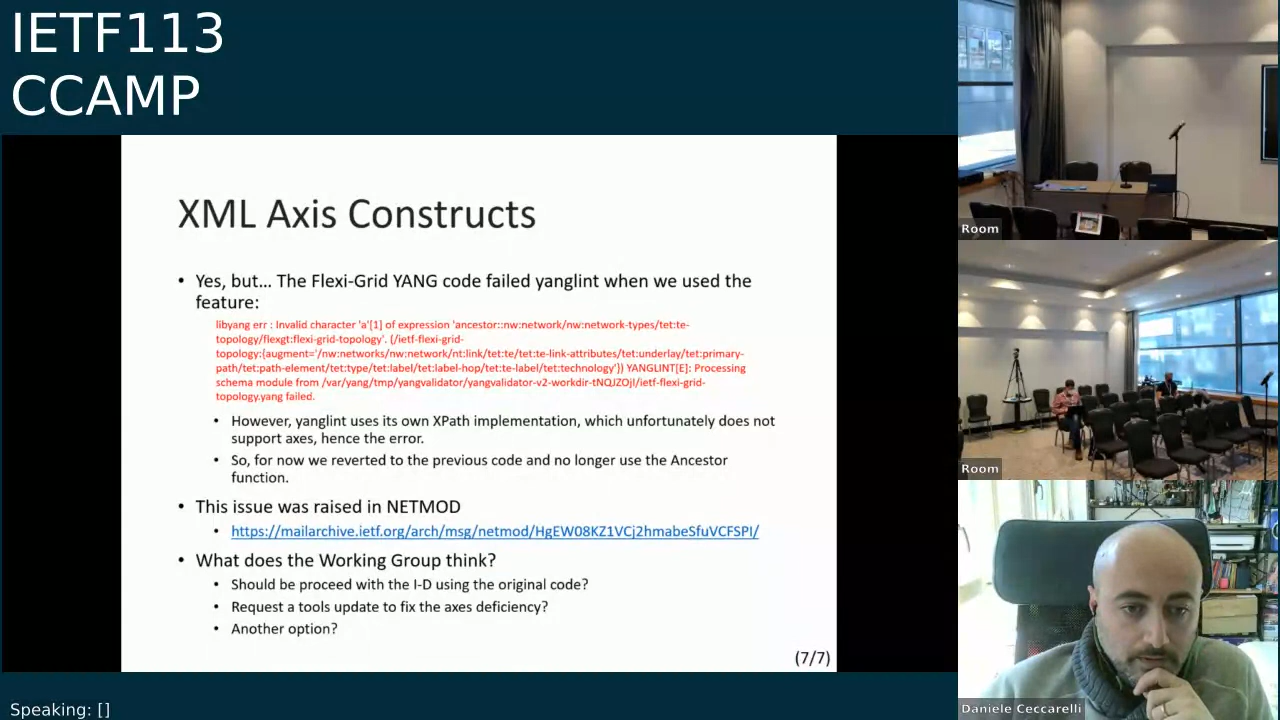 IETF113
CCAMP
XML Axis Constructs
• Yes, but... The Flexi-Grid YANG code failed yanglint when we used the
feature:
libyang err : Invalid character 'a'[1] of expression 'ancestor::nw:network/nw:network-types/tet:te-
topology/flexgt:flexi-grid-topology'. (/ietf-flexi-grid-
topology:{augment='/nw:networks/nw:network/nt:link/tet:te/tet:te-link-attributes/tet:underlay/tet:primary-
path/tet:path-element/tet:type/tet:label/tet:label-hop/tet:te-label/tet:technology'}) YANGLINT[E]: Processing
schema module from /var/yang/tmp/yangvalidator/yangvalidator-v2-workdir-tNQJZOjI/ietf-flexi-grid-
topology.yang failed.
• However, yanglint uses its own XPath implementation, which unfortunately does not
support axes, hence the error.
• So, for now we reverted to the previous code and no longer use the Ancestor
function.
• This issue was raised in NETMOD
• https://mailarchive.ietf.org/arch/msg/netmod/HgEW08KZ1VCj2hmabeSfuVCFSPI/
• What does the Working Group think?
• Should be proceed with the I-D using the original code?
• Request a tools update to fix the axes deficiency?
• Another option?
(7/7)
Speaking: []
Room
Room
Daniele Ceccarelli